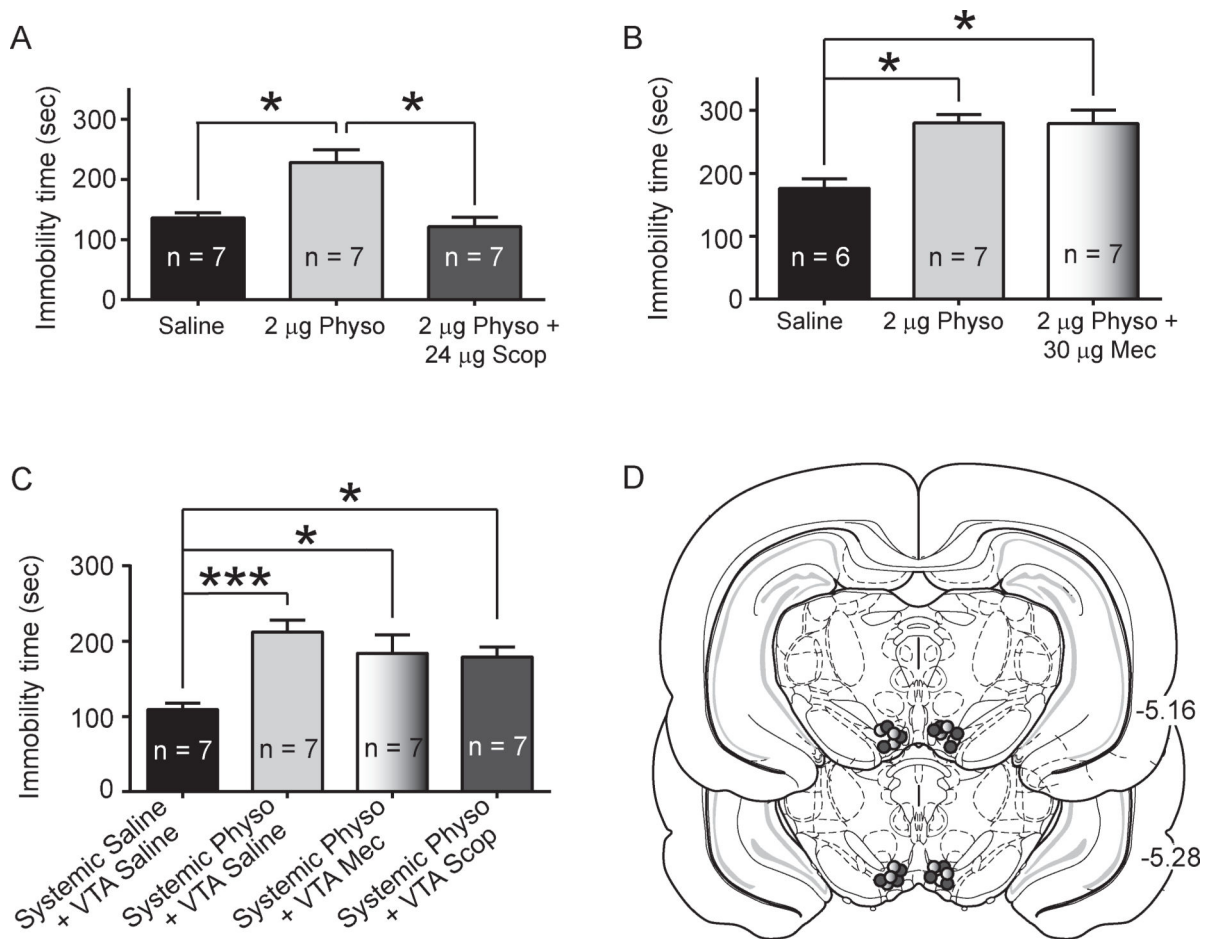 A
Immobility time (sec)
300
200
100
0
*
*
n = 7
n = 7
n = 7
Saline
2 μg Physo
2 μg Physo +
24 μg Scop
B
Immobility time (sec)
300
200
100
0
*
*
n = 6
n = 7
n = 7
Saline
2 μg Physo
2 μg Physo +
30 μg Mec
C
Immobility time (sec)
300
200
100
0
*
*
***
n = 7
n = 7
n = 7
n = 7
Systemic Saline
+ VTA Saline
Systemic Physo
+ VTA Saline
Systemic Physo
+ VTA Mec
Systemic Physo
+ VTA Scop
D
-5.16
-5.28